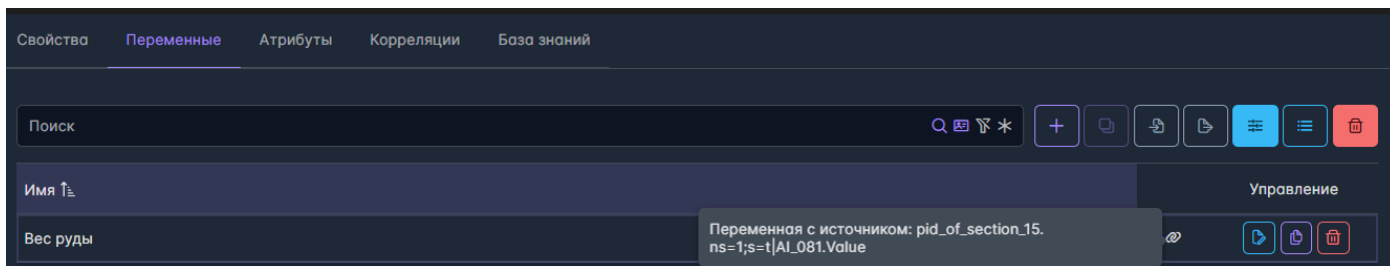 Свойства Переменные Атрибуты Корреляции База знаний
Поиск
Имя Управление
Вес руды
Переменная с источником: pid_of_section_15.
ns=1;s=t|AI_081.Value